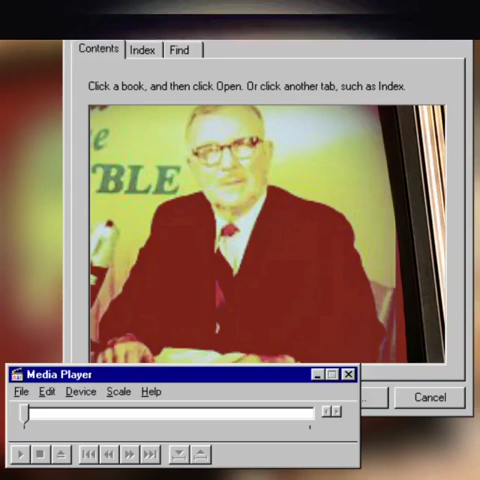 Contents Index Find
Click a book, and then click Open. Or click another tab, such as Index.
BLE
Media Player
File Edit Device Scale Help
Cancel